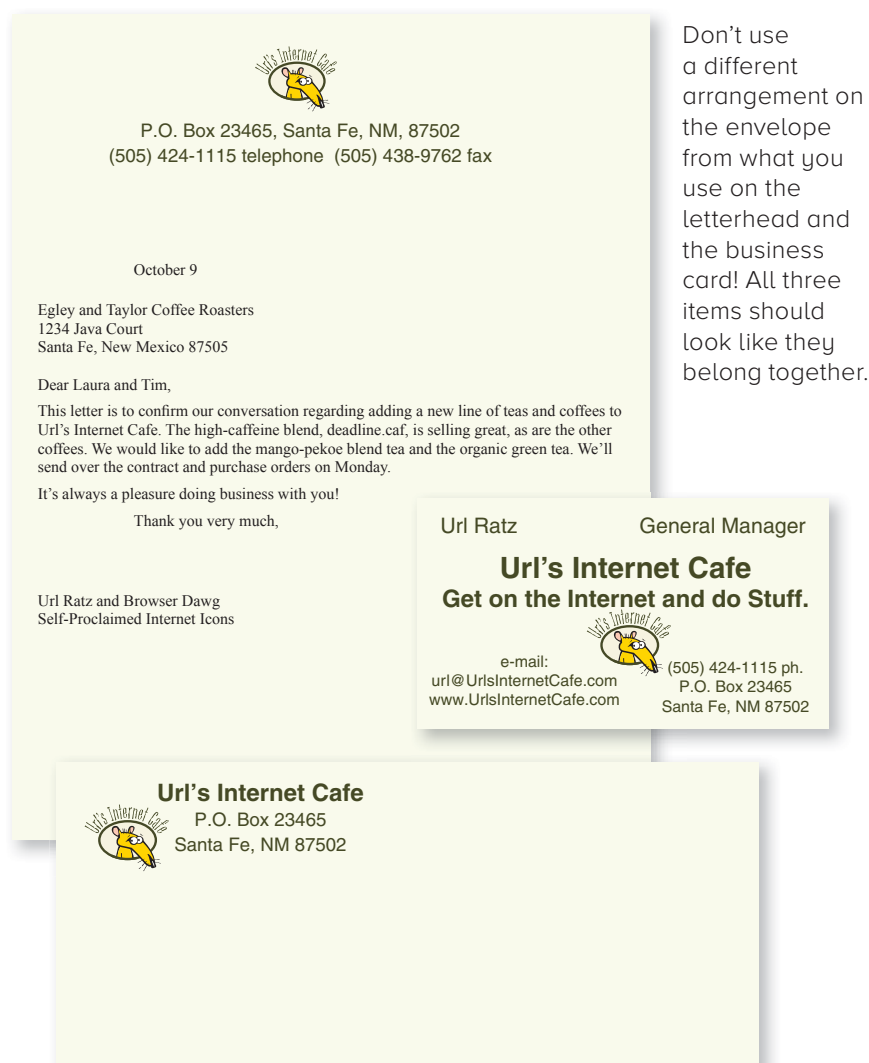 Url's Internet Cafe
P.O. Box 23465, Santa Fe, NM, 87502
(505) 424-1115 telephone (505) 438-9762 fax
October 9
Egley and Taylor Coffee Roasters
1234 Java Court
Santa Fe, New Mexico 87505
Dear Laura and Tim,
This letter is to confirm our conversation regarding adding a new line of teas and coffees to
Url's Internet Cafe. The high-caffeine blend, deadline.caf, is selling great, as are the other
coffees. We would like to add the mango-pekoe blend tea and the organic green tea. We'll
send over the contract and purchase orders on Monday.
It's always a pleasure doing business with you!
Thank you very much,
Url Ratz and Browser Dawg
Self-Proclaimed Internet Icons
Don't use
a different
arrangement on
the envelope
from what you
use on the
letterhead and
the business
card! All three
items should
look like they
belong together.
Url Ratz General Manager
Url's Internet Cafe
Get on the Internet and do Stuff.
Url's Internet Cafe
e-mail:
url@UrlsInternetCafe.com
www.UrlsInternetCafe.com
(505) 424-1115 ph.
P.O. Box 23465
Santa Fe, NM 87502
Url's Internet Cafe
Url's Internet Cafe
P.O. Box 23465
Santa Fe, NM 87502